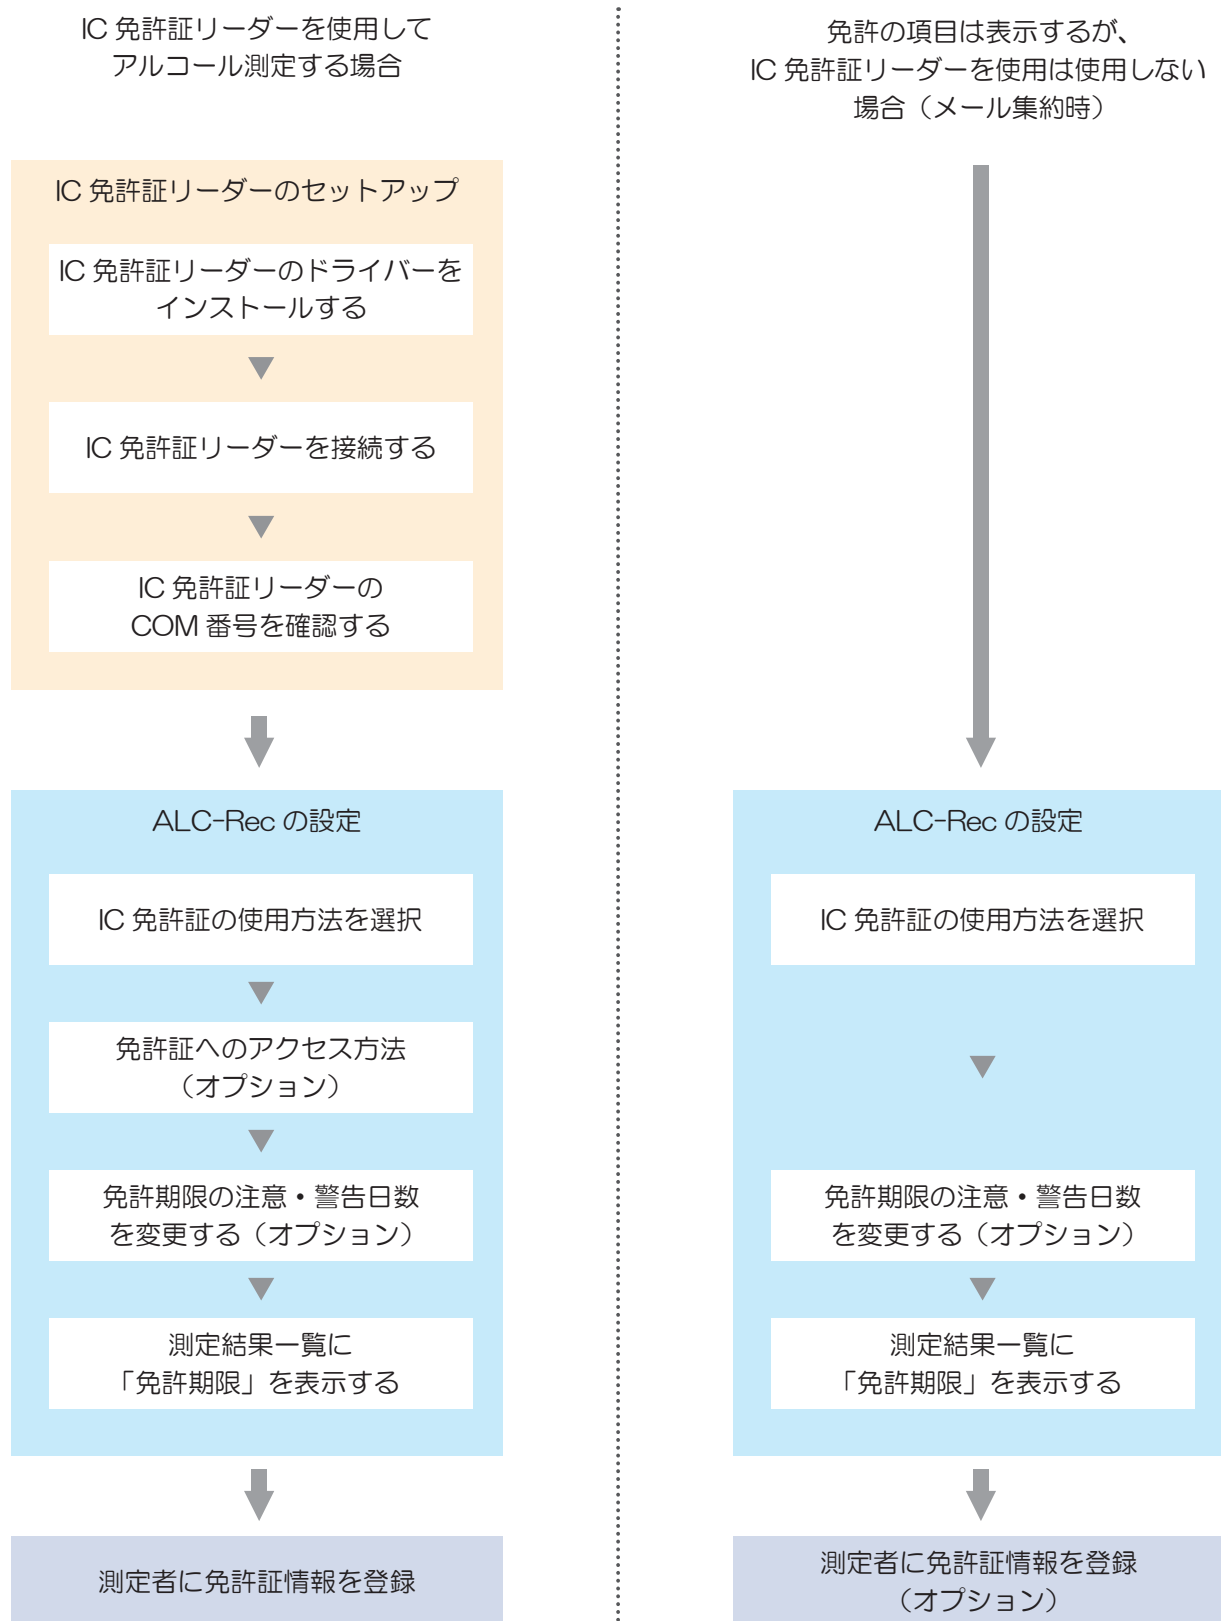 IC 免許証リーダーを使用して
アルコール測定する場合
IC 免許証リーダーのセットアップ
IC 免許証リーダーのドライバーを
インストールする
IC 免許証リーダーを接続する
IC 免許証リーダーの
COM 番号を確認する
ALC-Rec の設定
IC 免許証の使用方法を選択
免許証へのアクセス方法
（オプション）
免許期限の注意・警告日数
を変更する（オプション）
測定結果一覧に
「免許期限」を表示する
測定者に免許証情報を登録
免許の項目は表示するが、
IC 免許証リーダーを使用は使用しない
場合（メール集約時）
ALC-Rec の設定
IC 免許証の使用方法を選択
免許期限の注意・警告日数
を変更する（オプション）
測定結果一覧に
「免許期限」を表示する
測定者に免許証情報を登録
（オプション）